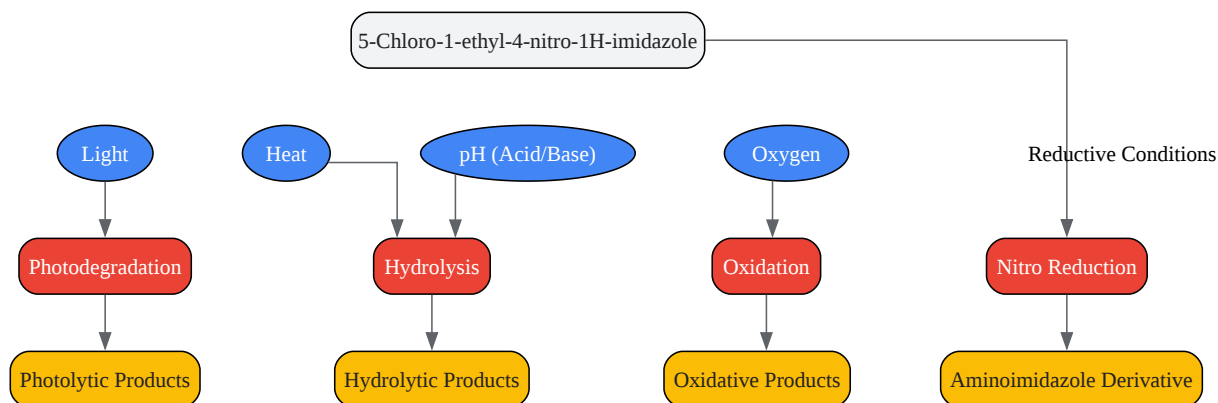 5-Chloro-1-ethyl-4-nitro-1H-imidazole
Light
Heat
pH (Acid/Base)
Oxygen
Reductive Conditions
Photodegradation
Hydrolysis
Oxidation
Nitro Reduction
Photolytic Products
Hydrolytic Products
Oxidative Products
Aminoimidazole Derivative